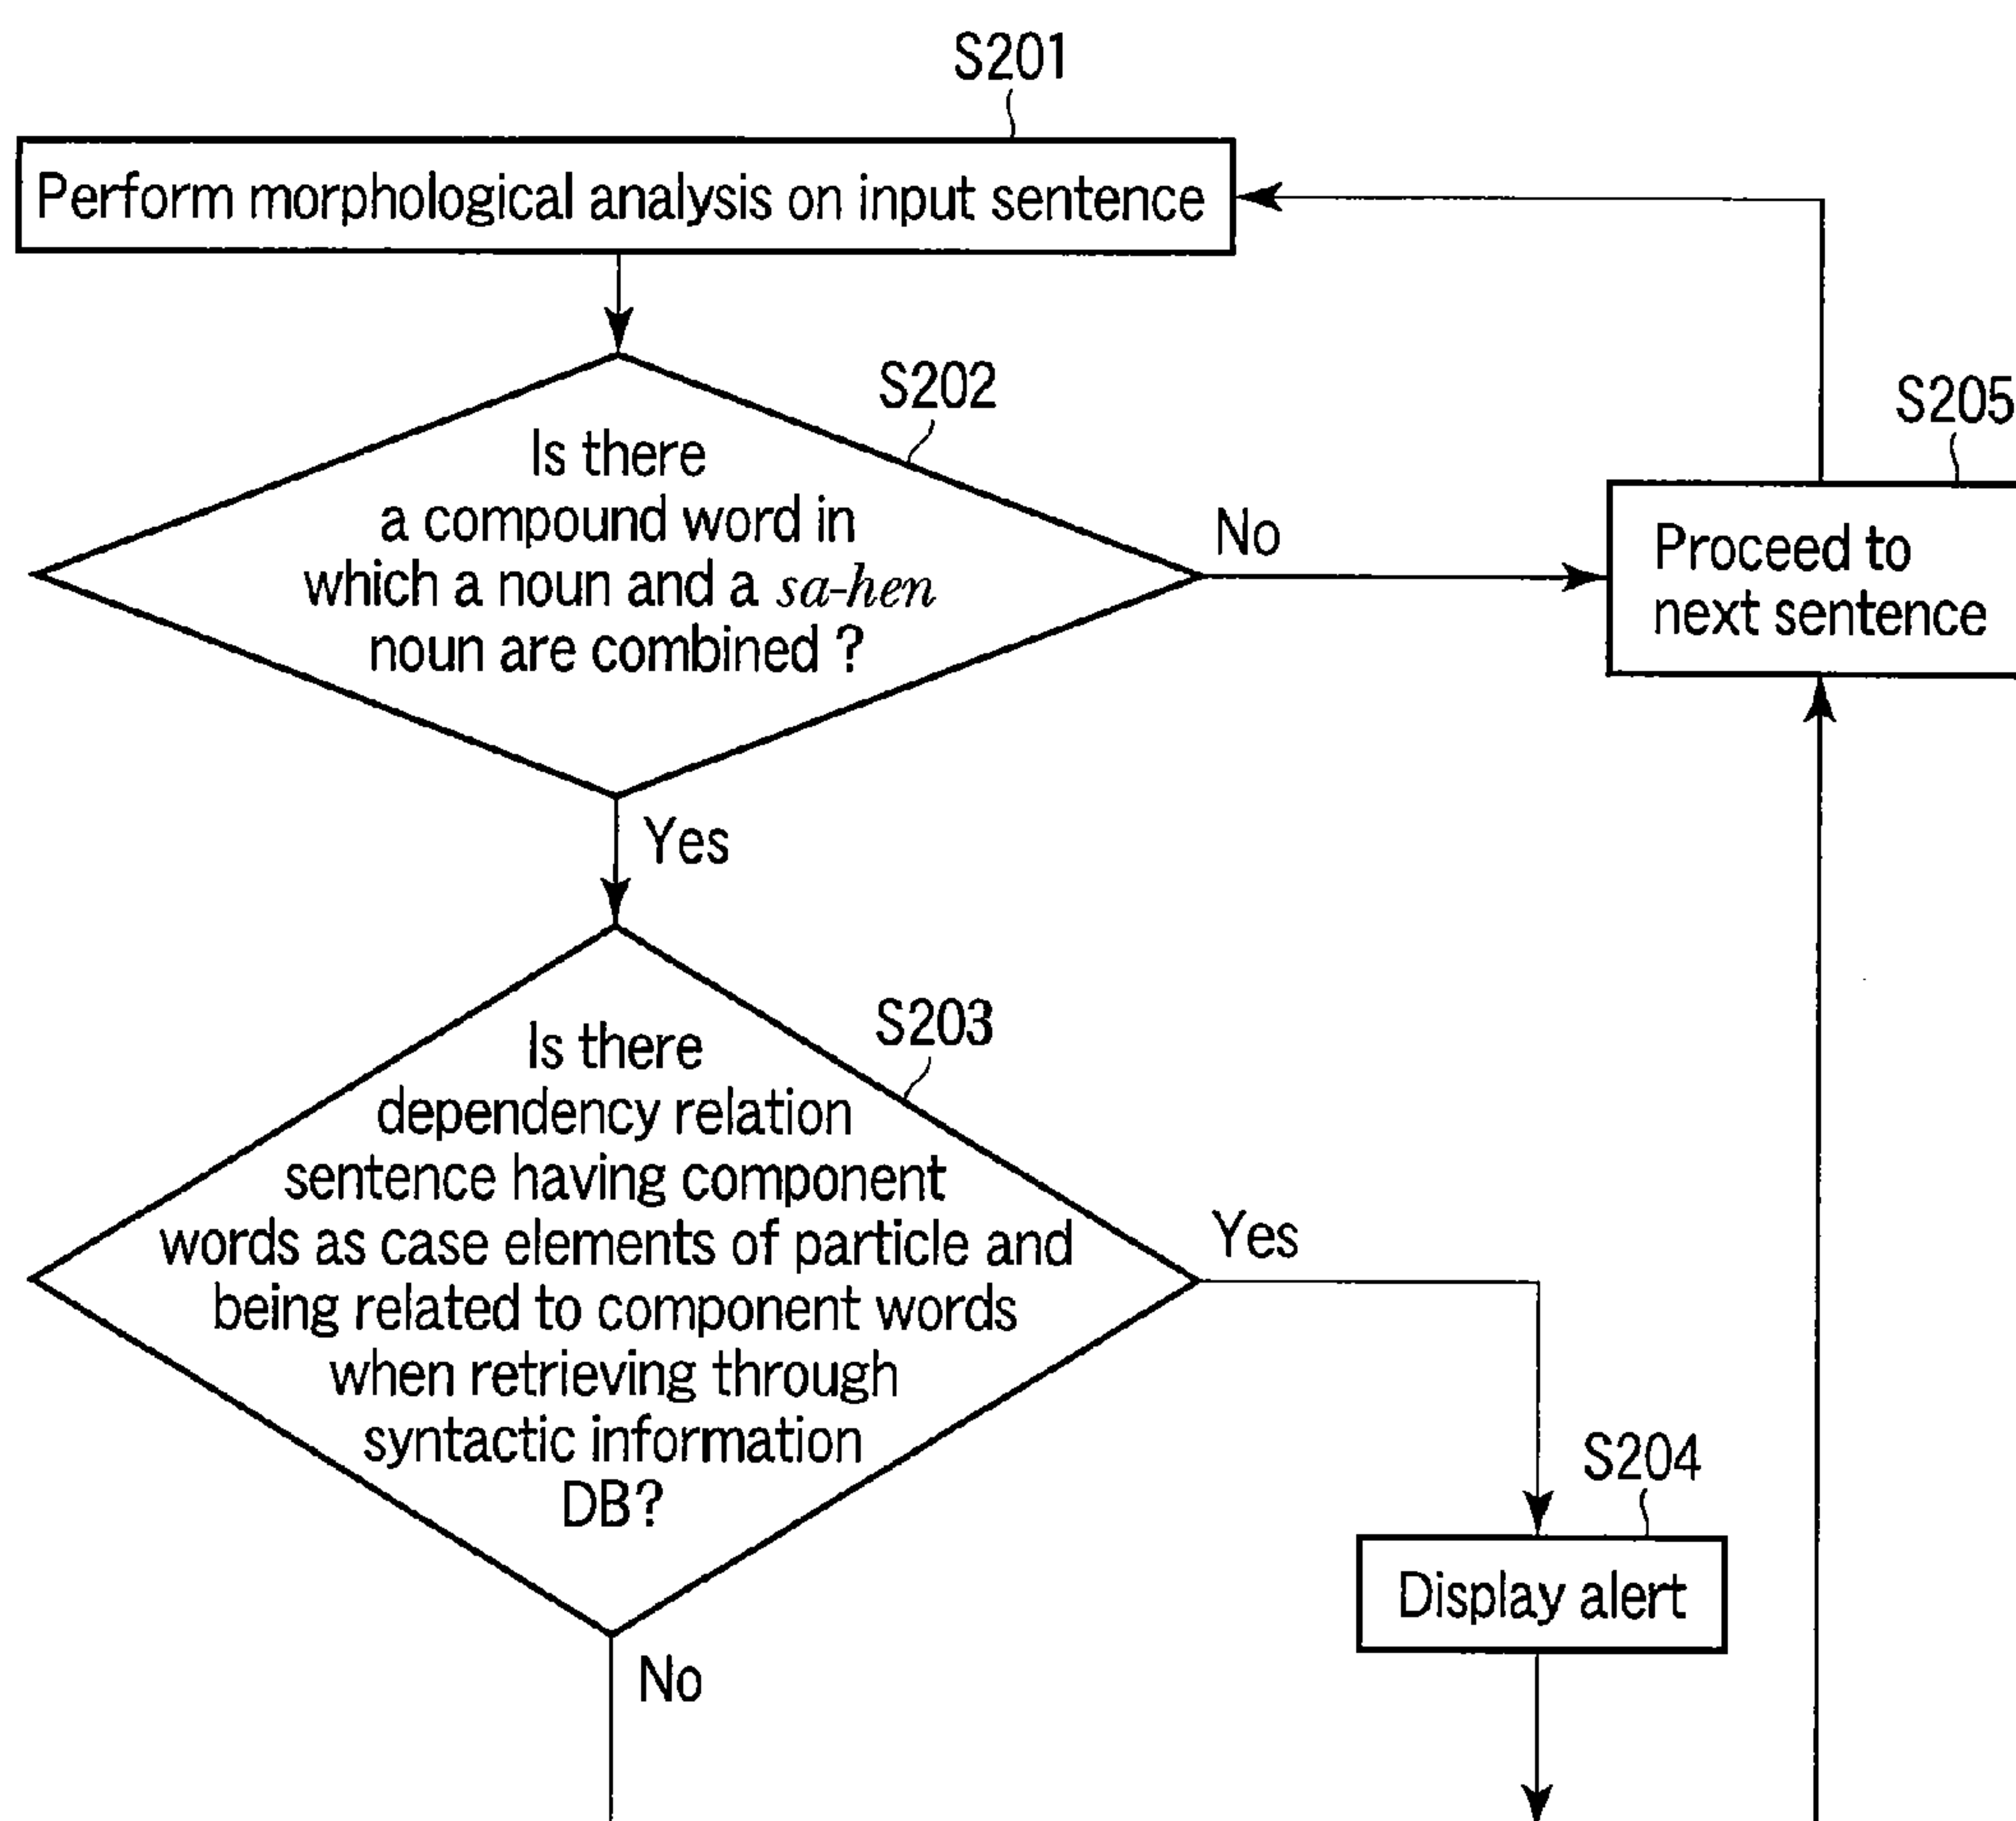 S201
Perform morphological analysis on input sentence
S202
Is there
a compound word in
which a noun and a sa-hen
noun are combined ?
No
S205
Proceed to
next sentence
Yes
S203
Is there
dependency relation
sentence having component
words as case elements of particle and
being related to component words
when retrieving through
syntactic information
DB?
Yes
S204
Display alert
No